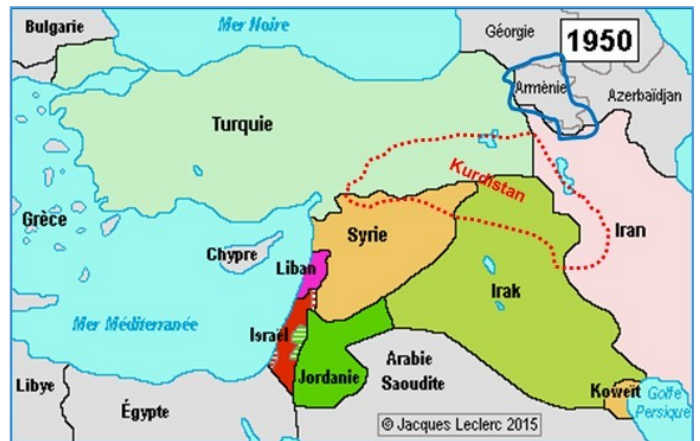 Mer Noire
Bulgarie
Géorgie
1950
Arménie
Azerbaïdjan
Turquie
Kurdistan
Grèce
Chypre
Syrie
Iran
Liban
Irak
Mer Méditerranée
Israël
Jordanie
Arabie
Saoudite
Libye
Égypte
Koweït
Golfe
Persique
© Jacques Leclerc 2015